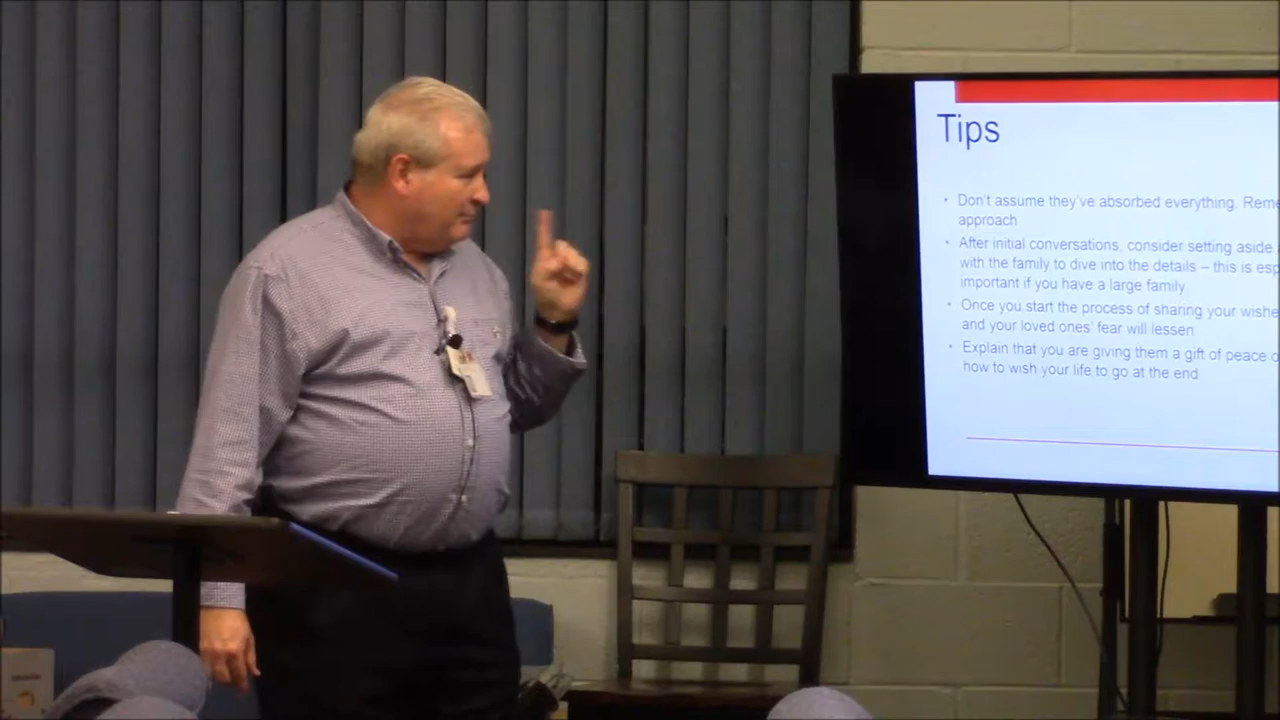 Tips
• Don't assume they've absorbed everything. Reme
approach
• After initial conversations, consider setting aside
with the family to dive into the details – this is esp
important if you have a large family
• Once you start the process of sharing your wishe
and your loved ones' fear will lessen
• Explain that you are giving them a gift of peace o
how to wish your life to go at the end